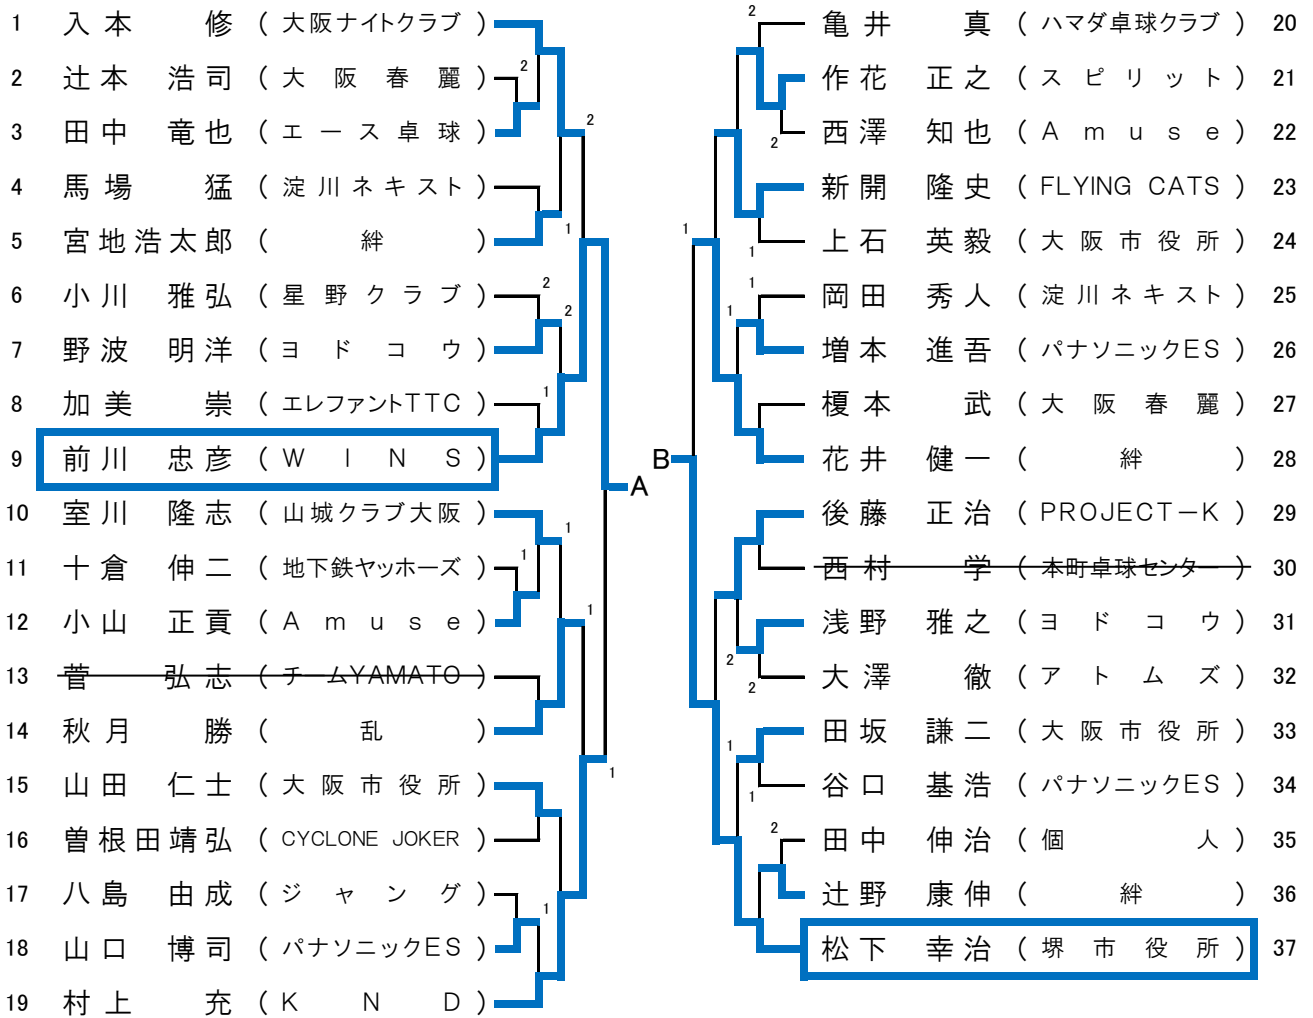 1 入本 修 (大阪ナイトクラブ)
2 辻本 浩司 (大阪春麗)
2
3 田中 竜也 (エース卓球)
2
4 馬場 猛 (淀川ネキスト)
5 宮地浩太郎 (絆)
1
6 小川 雅弘 (星野クラブ)
2
2
7 野波 明洋 (ヨドコウ)
8 加美 崇 (エレファントTTC)
1
9 前川 忠彦 (WINS)
A
10 室川 隆志 (山城クラブ大阪)
1
11 十倉 伸二 (地下鉄ヤッホーズ)
1
12 小山 正貢 (Amuse)
1
13 菅 弘志 (チームYAMATO)
14 秋月 勝 (乱)
1
15 山田 仁士 (大阪市役所)
16 曽根田靖弘 (CYCLONE JOKER)
17 八島 由成 (ジャング)
1
18 山口 博司 (パナソニックES)
19 村上 充 (KND)
2
亀井 真 (ハマダ卓球クラブ) 20
作花 正之 (スピリット) 21
2
西澤 知也 (Amuse) 22
新開 隆史 (FLYING CATS) 23
1
1
上石 英毅 (大阪市役所) 24
1
岡田 秀人 (淀川ネキスト) 25
1
増本 進吾 (パナソニックES) 26
榎本 武 (大阪春麗) 27
B
花井 健一 (絆) 28
後藤 正治 (PROJECT-K) 29
西村 学 (本町卓球センター) 30
浅野 雅之 (ヨドコウ) 31
2
2
大澤 徹 (アトムズ) 32
田坂 謙二 (大阪市役所) 33
1
1
谷口 基浩 (パナソニックES) 34
2
田中 伸治 (個人) 35
辻野 康伸 (絆) 36
松下 幸治 (堺市役所) 37